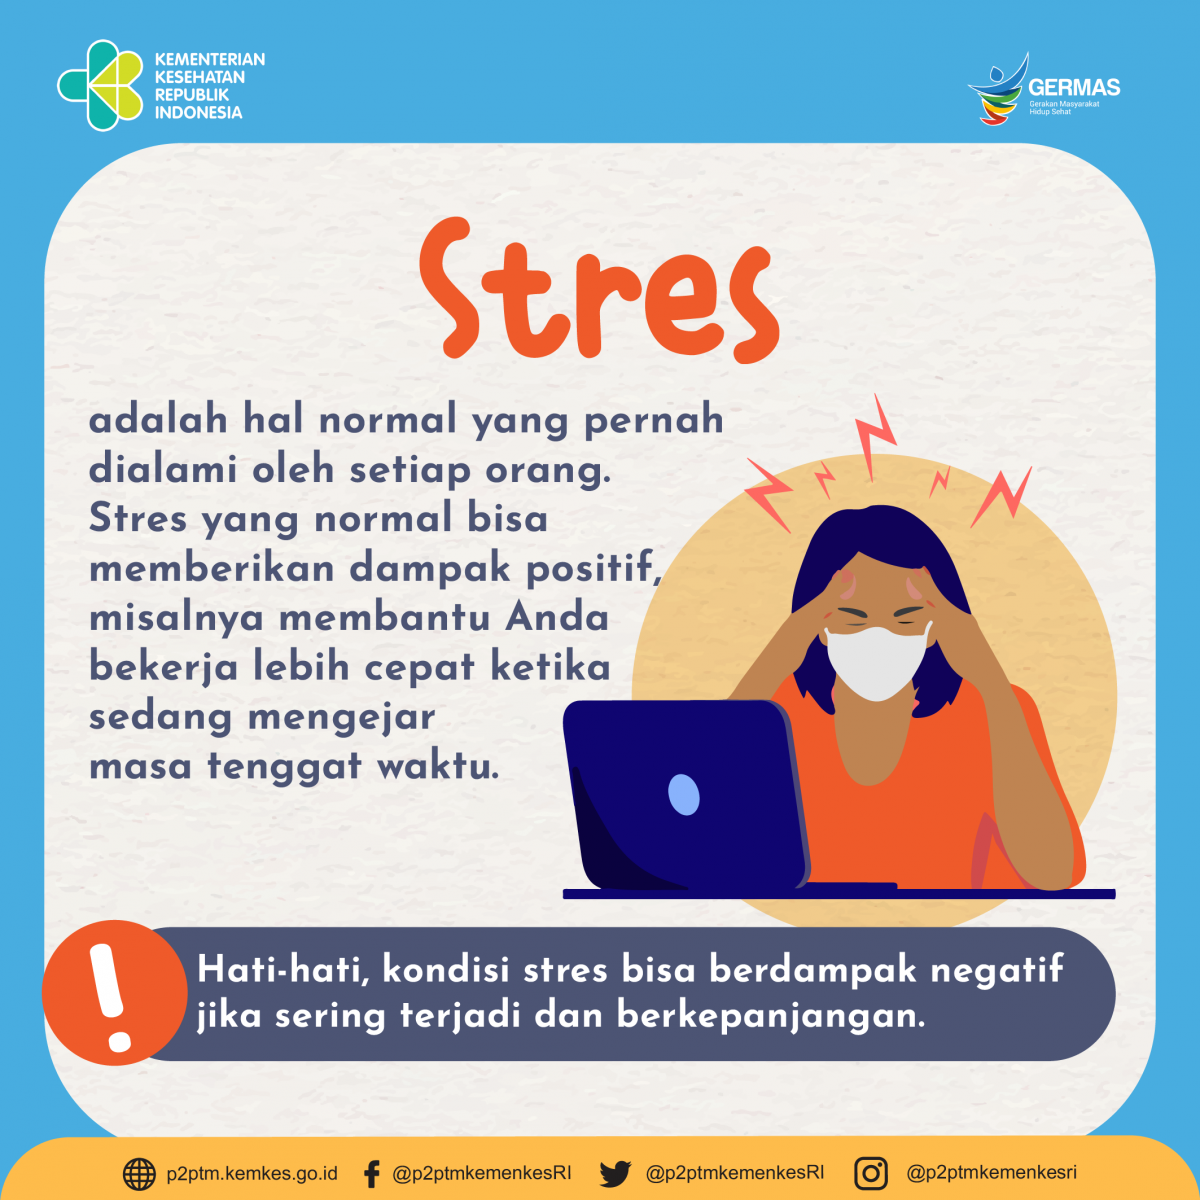 KEMENTERIAN
KESEHATAN
REPUBLIK
INDONESIA
GERMAS
Gerakan Masyarakat
Hidup Sehat
Stres
adalah hal normal yang pernah
dialami oleh setiap orang.
Stres yang normal bisa
memberikan dampak positif,
misalnya membantu Anda
bekerja lebih cepat ketika
sedang mengejar
masa tenggat waktu.
!
Hati-hati, kondisi stres bisa berdampak negatif
jika sering terjadi dan berkepanjangan.
p2ptm.kemkes.go.id @p2ptmkemenkesRI @p2ptmkemenkesRI @p2ptmkemenkesri